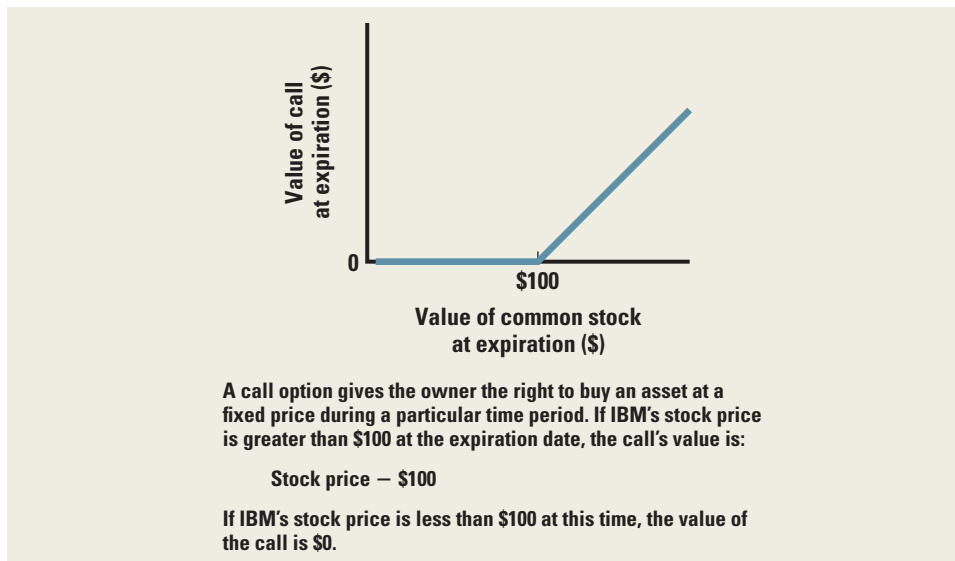 Value of call
at expiration ($)
0
$100
Value of common stock
at expiration ($)
A call option gives the owner the right to buy an asset at a
fixed price during a particular time period. If IBM's stock price
is greater than $100 at the expiration date, the call's value is:
Stock price − $100
If IBM's stock price is less than $100 at this time, the value of
the call is $0.